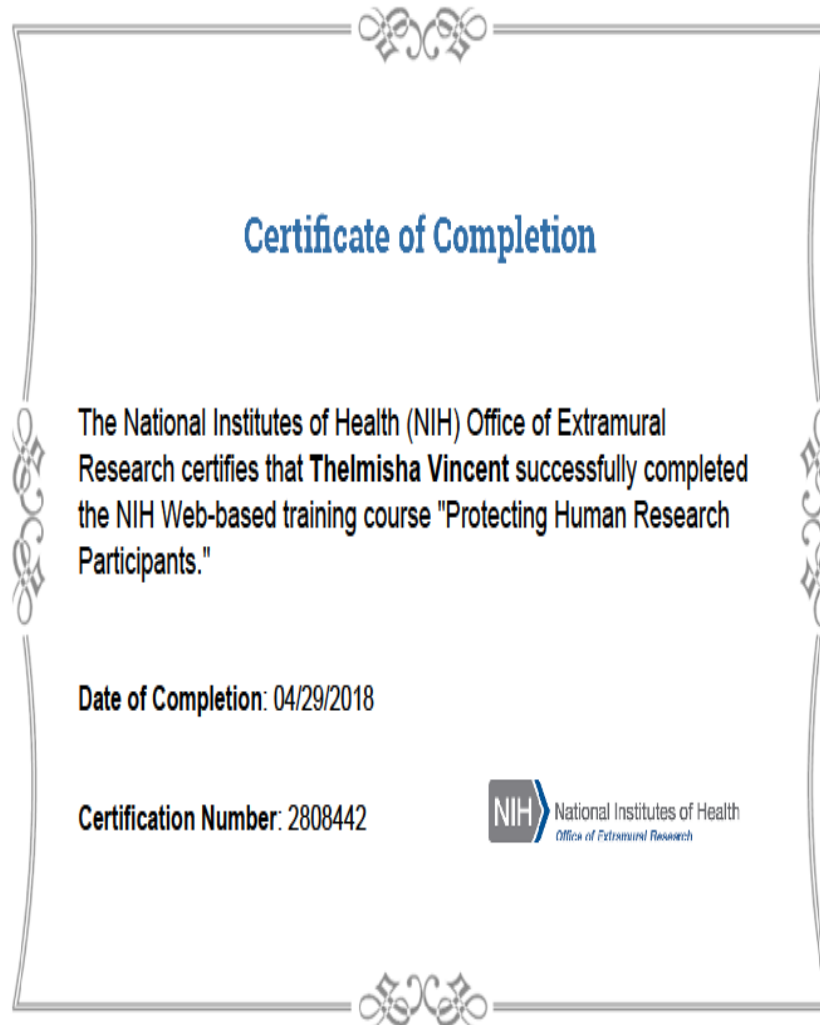 Certificate of Completion
The National Institutes of Health (NIH) Office of Extramural
Research certifies that Thelmisha Vincent successfully completed
the NIH Web-based training course "Protecting Human Research
Participants."
Date of Completion: 04/29/2018
Certification Number: 2808442
NIH National Institutes of Health
Office of Extramural Research